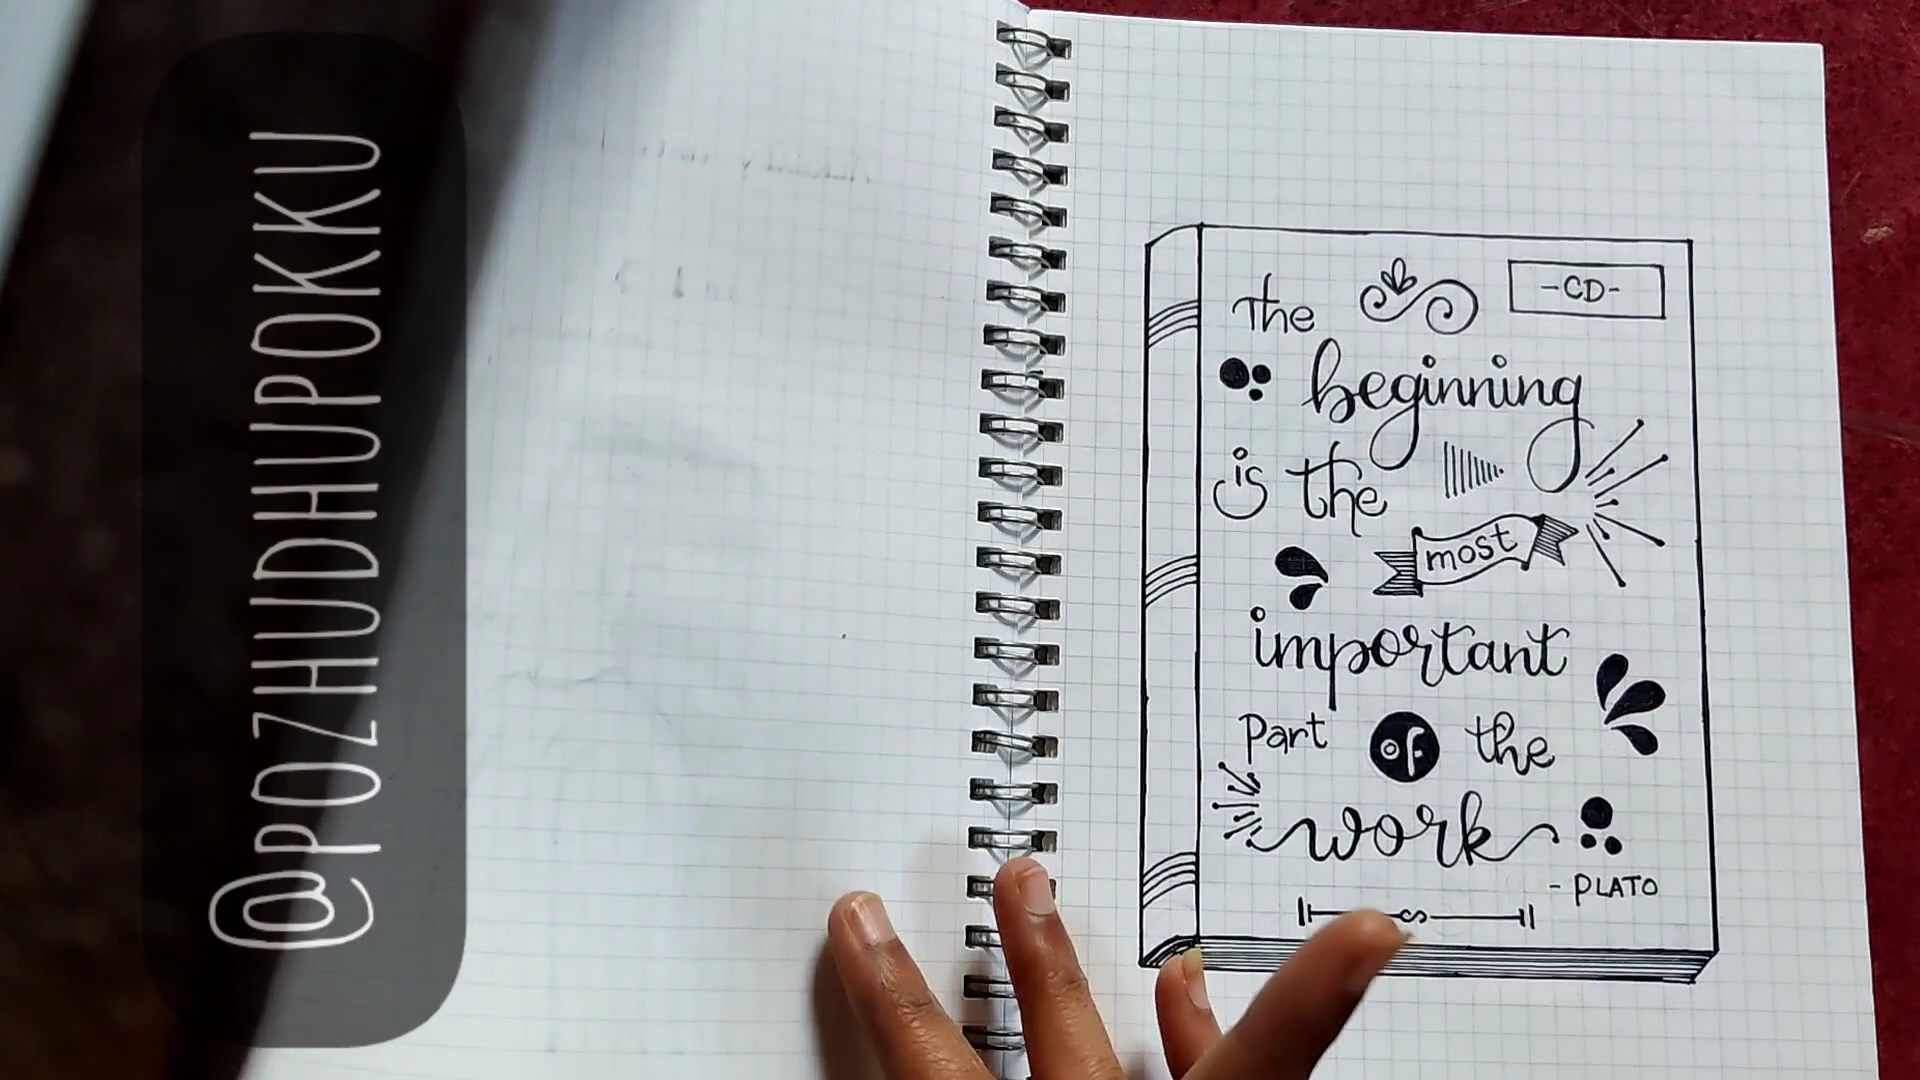 @POZHUDHUPOKKU
The
-CD-
beginning
is the
most
important
Part of the
work
- PLATO